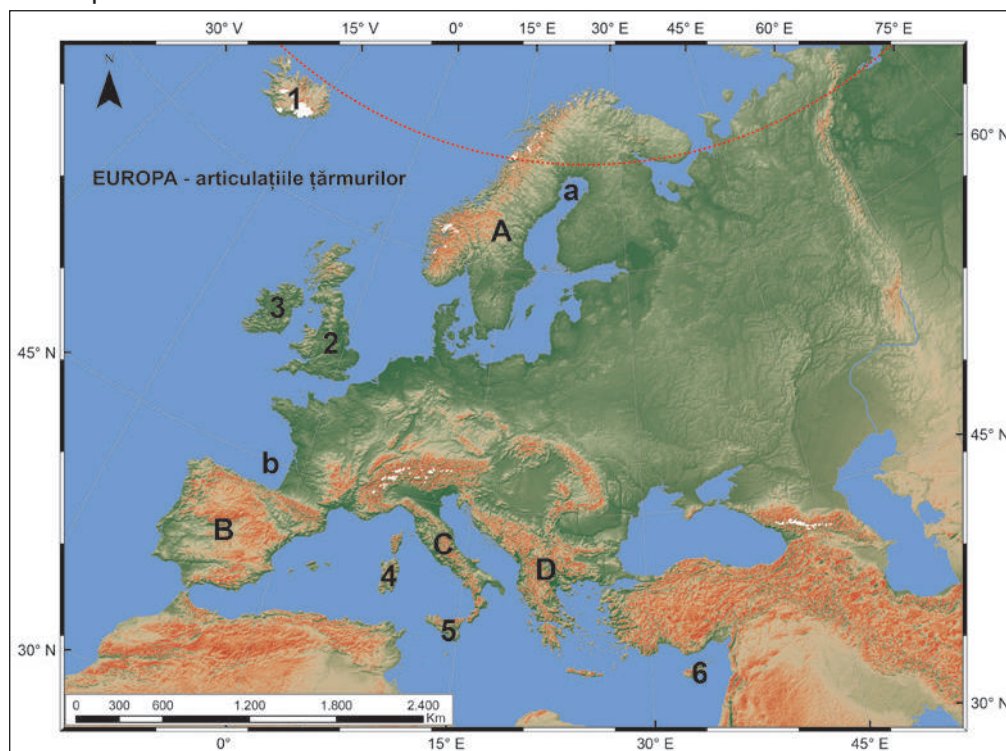 30° V 15° V 0° 15° E 30° E 45° E 60° E 75° E
N
1
60° N
EUROPA - articulațiile țărmurilor
a
A
3
2
45° N
45° N
b
B
C
4
D
5
6
30° N
30° N
0 300 600 1.200 1.800 2.400
Km
0° 15° E 30° E 45° E